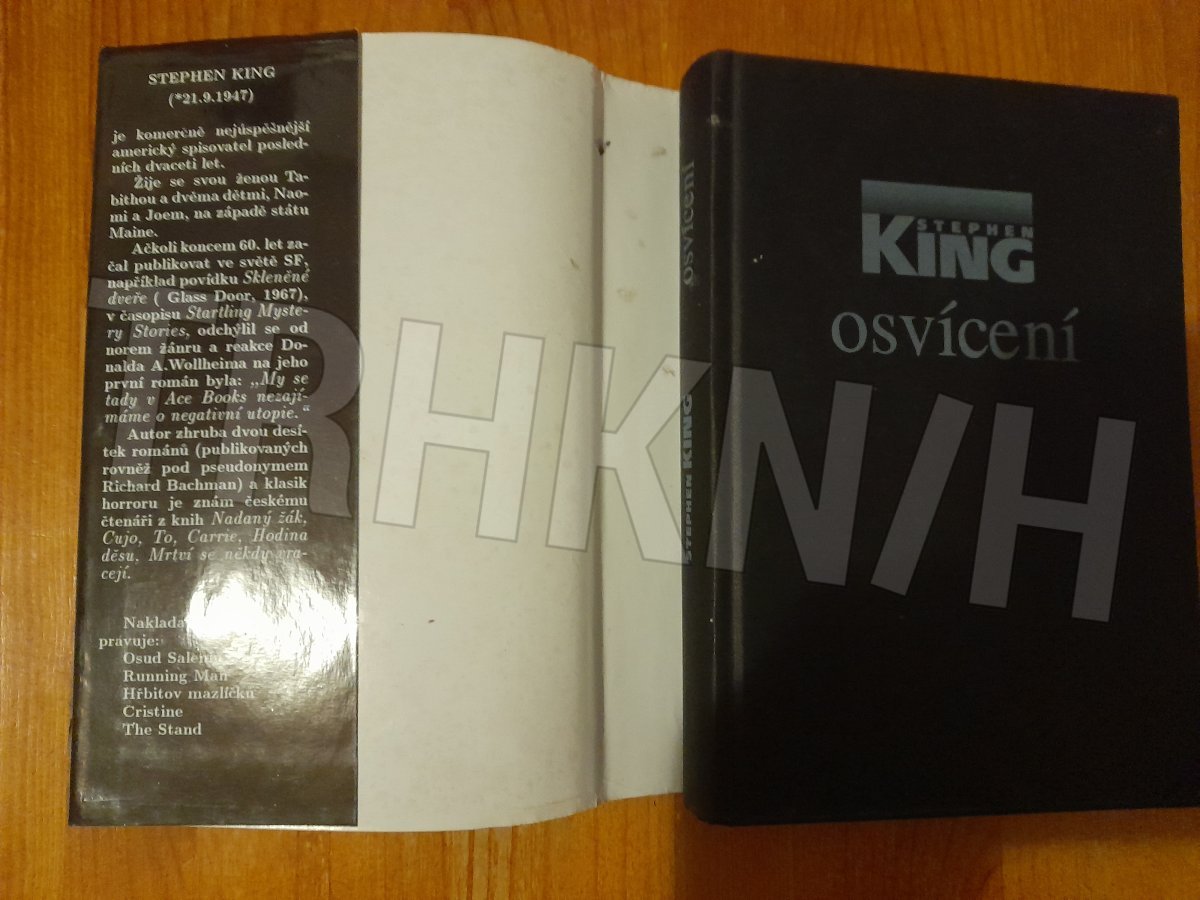 STEPHEN KING
(*21.9.1947)
je komerčně nejúspěšnější
americký spisovatel posled-
ních dvaceti let.
Žije se svou ženou Ta-
bithou a dvěma dětmi, Nao-
mi a Joem, na západě státu
Maine.
Ačkoli koncem 60. let za-
čal publikovat ve světě SF,
například povídku Skleněné
dveře ( Glass Door, 1967),
v časopisu Startling Myste-
ry Stories, odchýlil se od
norem žánru a reakce Do-
nalda A.Wollheima na jeho
první román byla: „My se
tady v Ace Books nezají-
máme o negativní utopie.“
Autor zhruba dvou desí-
tek románů (publikovaných
rovněž pod pseudonymem
Richard Bachman) a klasik
horroru je znám českému
čtenáři z knih Nadaný žák,
Cujo, To, Carrie, Hodina
děsu, Mrtví se někdy vra-
cejí.
pravuje:
Osud
Running Man
Hřbitov mazlíčků
Cristine
The Stand
osvícení
STEPHEN KING
STEPHEN
KING
osvícení
TRHKNIH